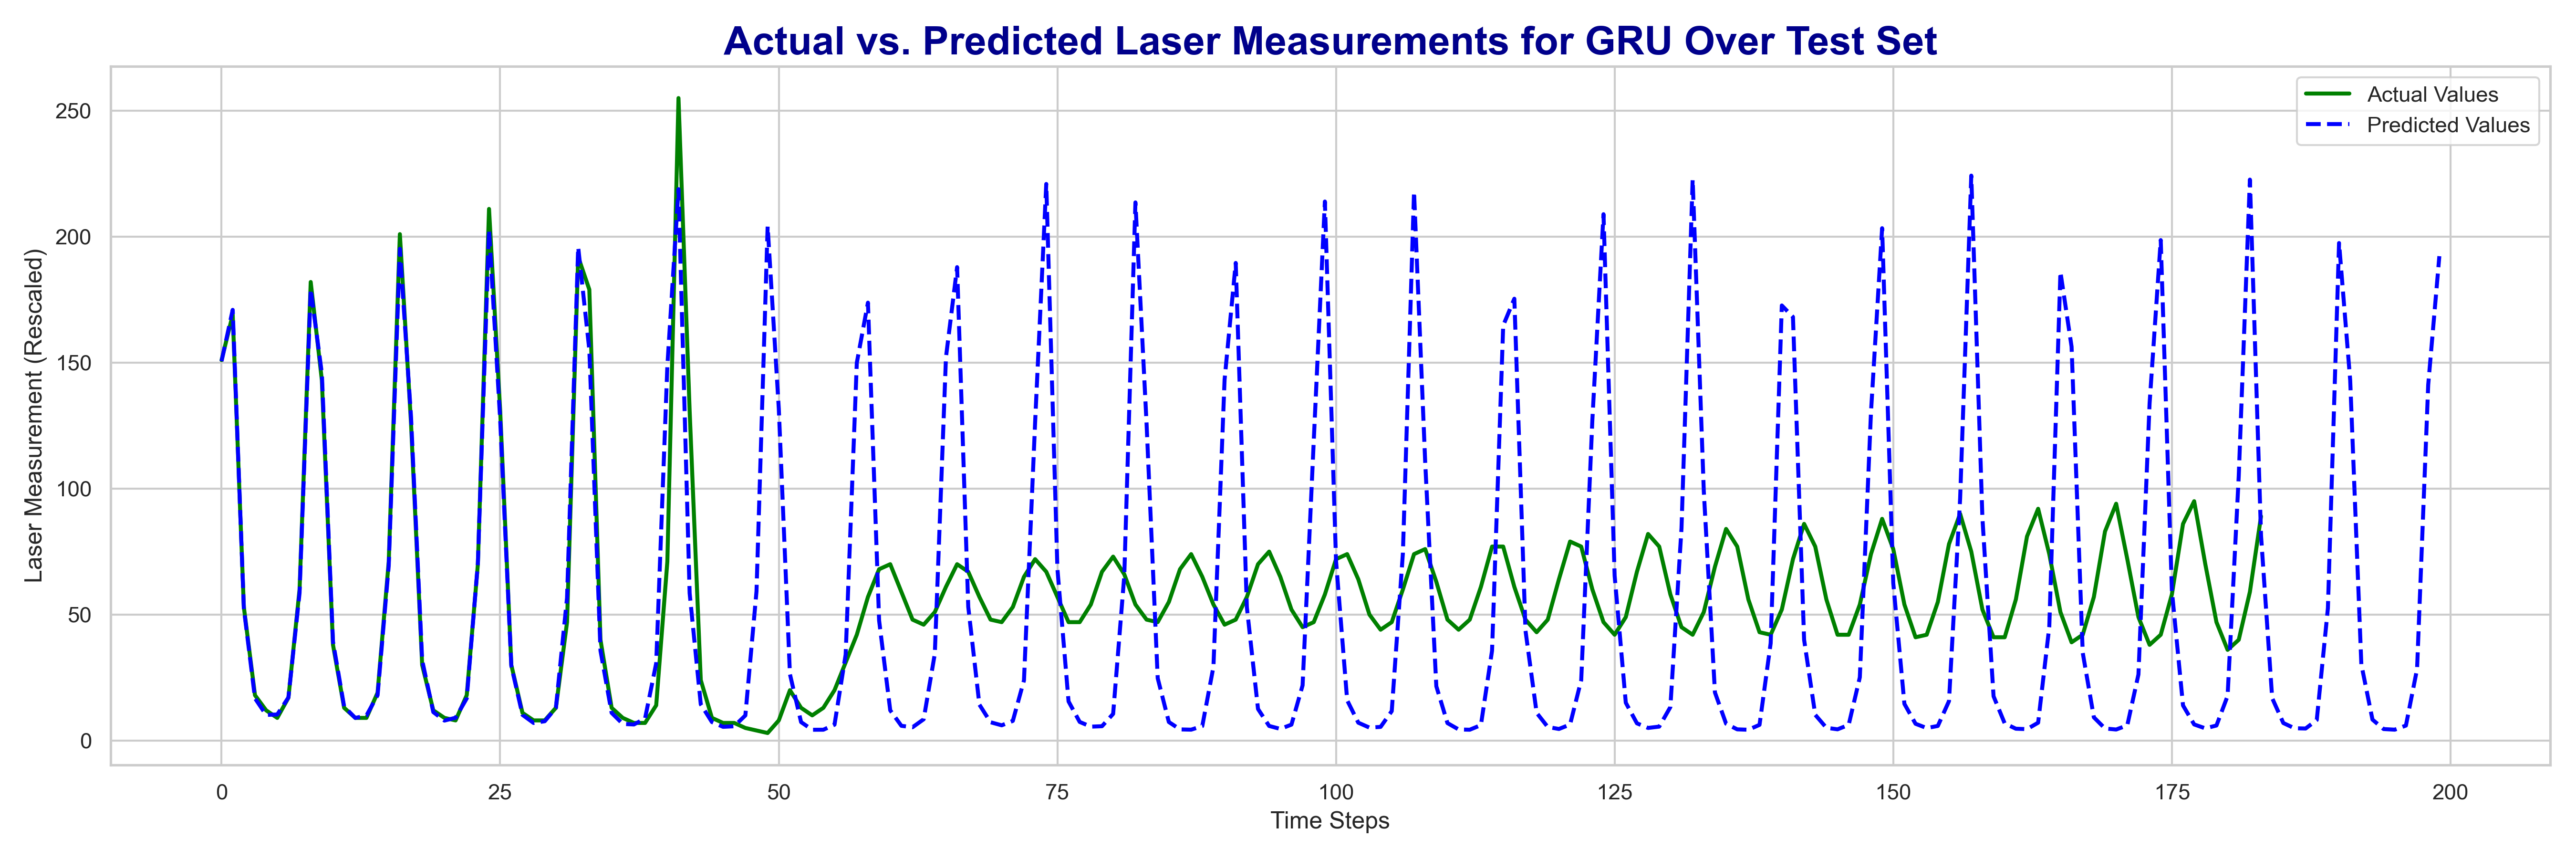 Actual vs. Predicted Laser Measurements for GRU Over Test Set
Actual Values
Predicted Values
Laser Measurement (Rescaled)
250
200
150
100
50
0
0 25 50 75 100 125 150 175 200
Time Steps